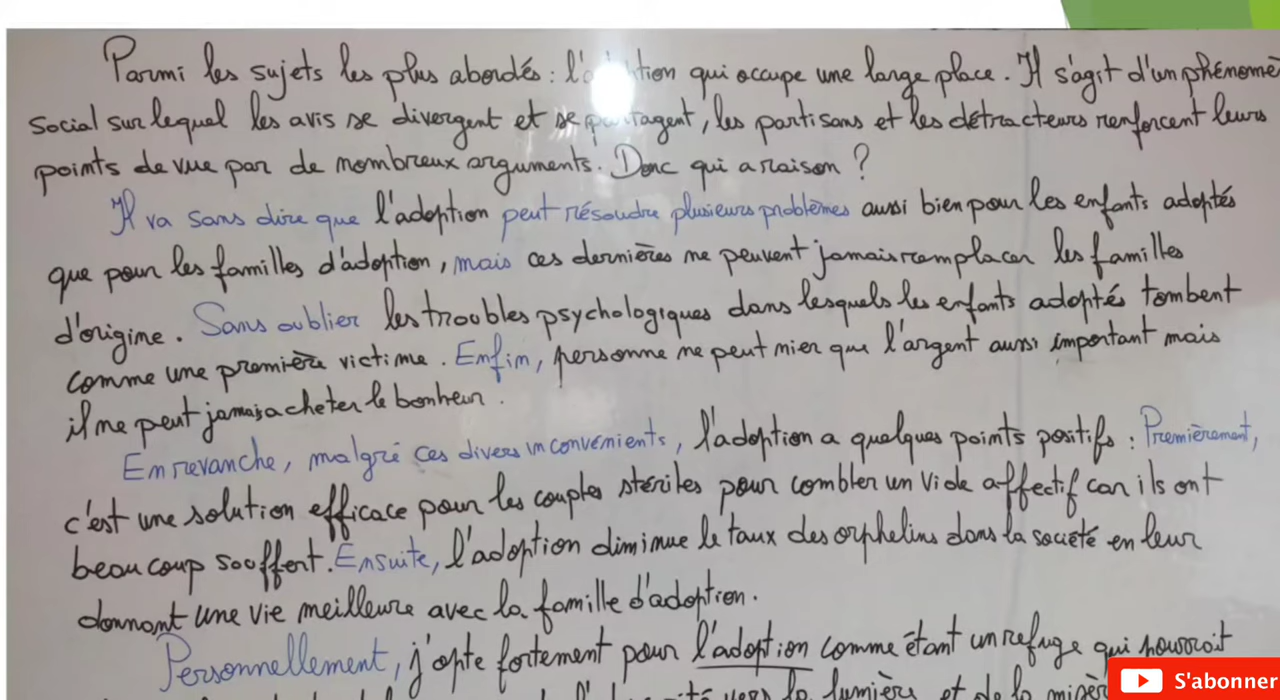 Parmi les sujets les plus abordés : l'adoption qui occupe une large place. Il s'agit d'un phénomè
social sur lequel les avis se divergent et se partagent, les partisans et les détracteurs renforcent leurs
points de vue par de nombreux arguments. Donc qui a raison ?
Il va sans dire que l'adoption peut résoudre plusieurs problèmes aussi bien pour les enfants adoptés
que pour les familles d'adoption, mais ces dernières ne peuvent jamais remplacer les familles
d'origine. Sans oublier les troubles psychologiques dans lesquels les enfants adoptés tombent
comme une première victime. Enfin, personne ne peut nier que l'argent aussi important mais
il ne peut jamais acheter le bonheur.
En revanche, malgré ces divers inconvénients, l'adoption a quelques points positifs : Premièrement,
c'est une solution efficace pour les couples stériles pour combler un vide affectif car ils ont
beaucoup souffert. Ensuite, l'adoption diminue le taux des orphelins dans la société en leur
donnant une vie meilleure avec la famille d'adoption.
Personnellement, j'opte fortement pour l'adoption comme étant un refuge qui pourrait
vers la lumière et de la
S'abonner